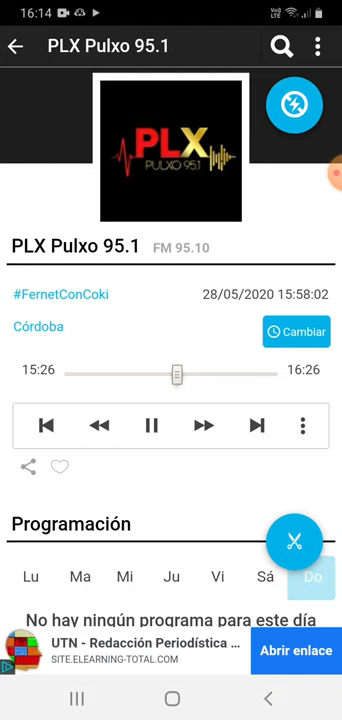 16:14
Vo)) LTE
PLX Pulxo 95.1
PLX
PULXO 95.1
PLX Pulxo 95.1 FM 95.10
#FernetConCoki 28/05/2020 15:58:02
Córdoba Cambiar
15:26 16:26
Programación
Lu Ma Mi Ju Vi Sá Do
No hay ningún programa para este día
UTN - Redacción Periodística ...
SITE.ELEARNING-TOTAL.COM
Abrir enlace